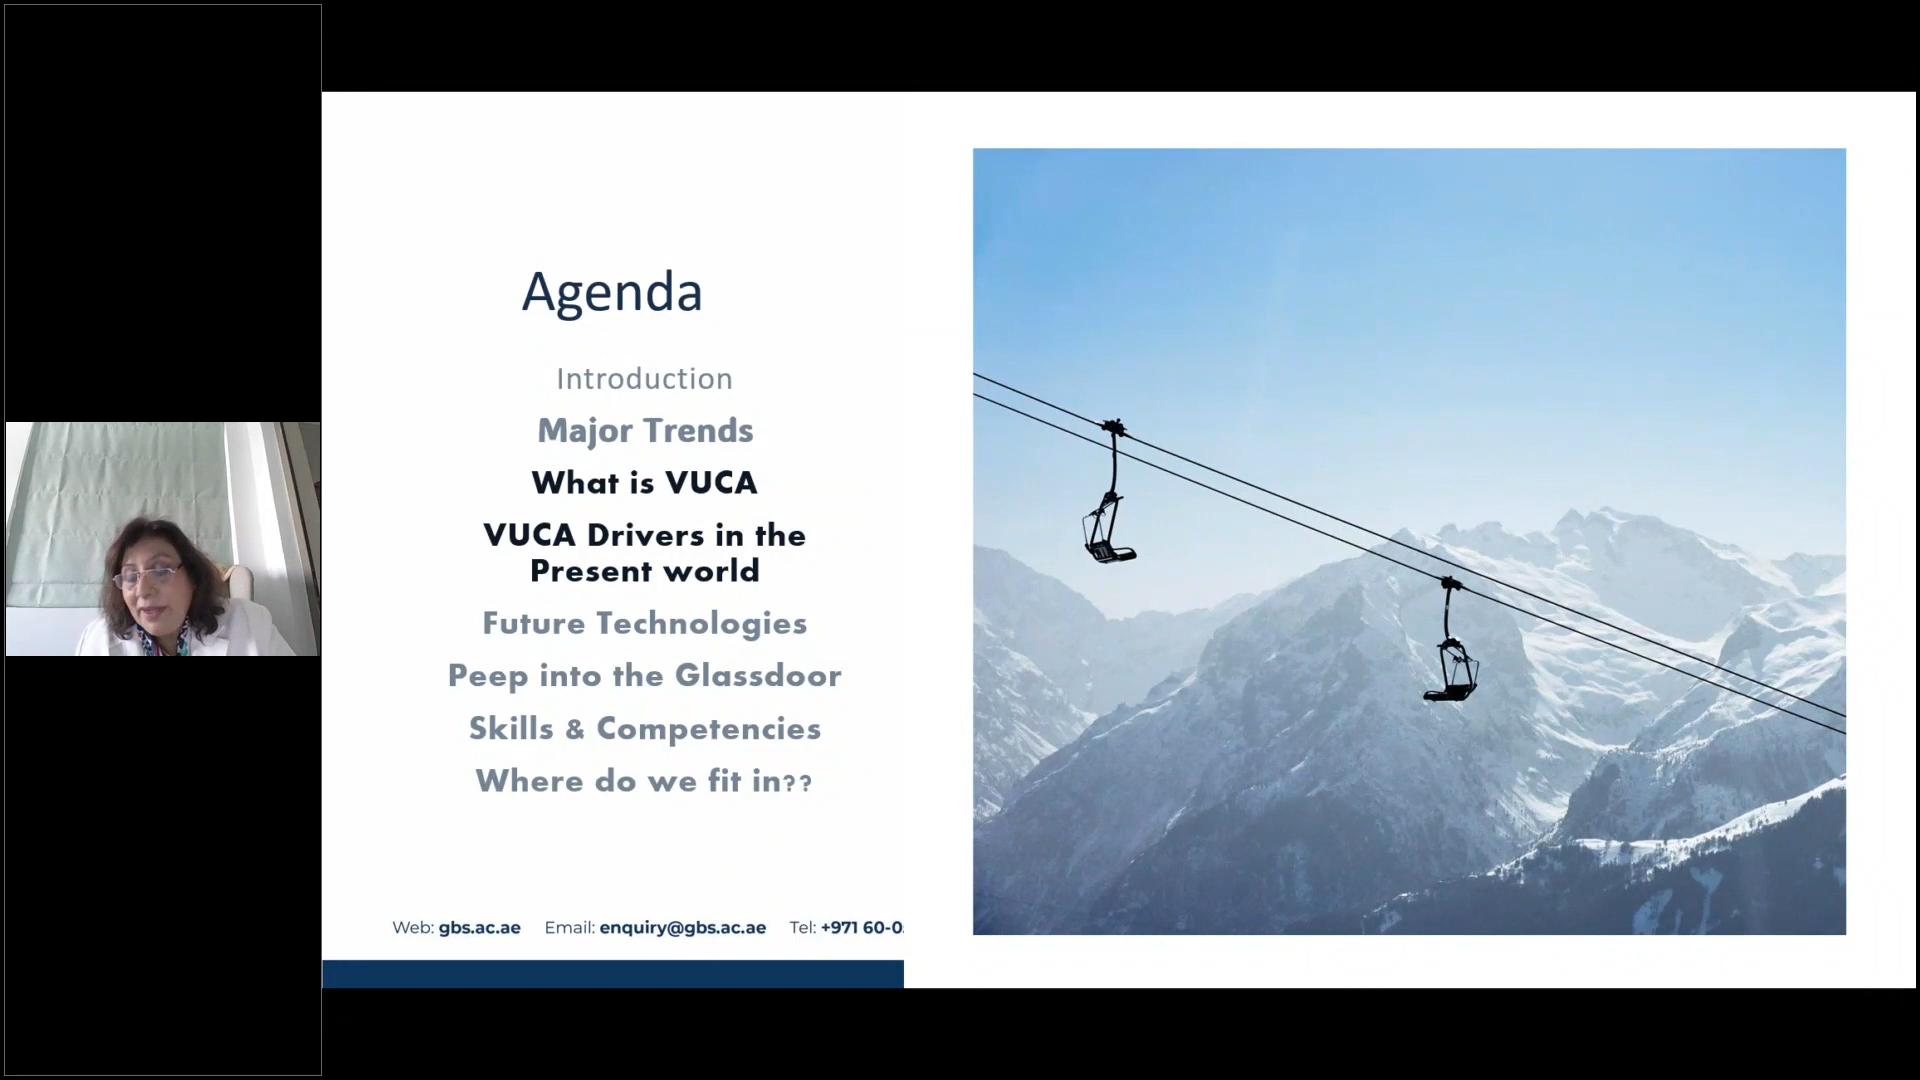 Agenda
Introduction
Major Trends
What is VUCA
VUCA Drivers in the
Present world
Future Technologies
Peep into the Glassdoor
Skills & Competencies
Where do we fit in??
Web: gbs.ac.ae Email: enquiry@gbs.ac.ae Tel: +971 60-0